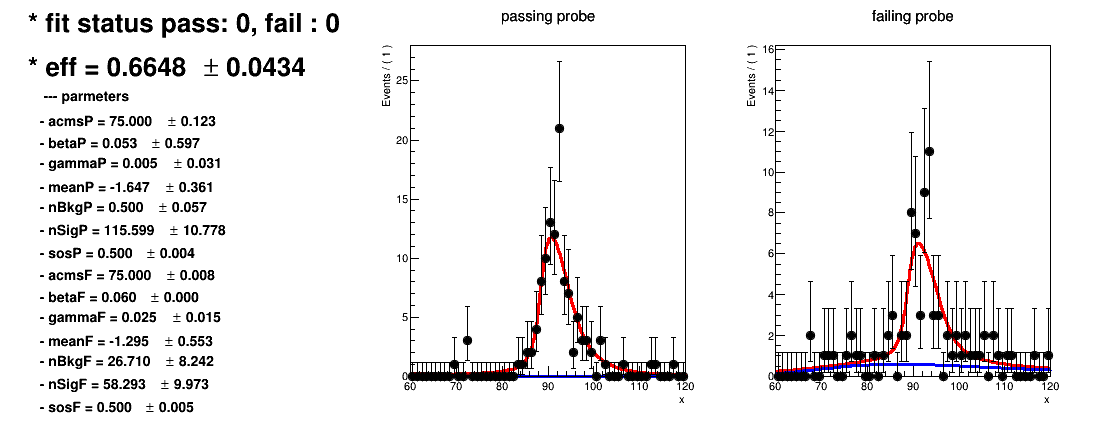 * fit status pass: 0, fail : 0
* eff = 0.6648 ± 0.0434
--- parmeters
- acmsP = 75.000 ± 0.123
- betaP = 0.053 ± 0.597
- gammaP = 0.005 ± 0.031
- meanP = -1.647 ± 0.361
- nBkgP = 0.500 ± 0.057
- nSigP = 115.599 ± 10.778
- sosP = 0.500 ± 0.004
- acmsF = 75.000 ± 0.008
- betaF = 0.060 ± 0.000
- gammaF = 0.025 ± 0.015
- meanF = -1.295 ± 0.553
- nBkgF = 26.710 ± 8.242
- nSigF = 58.293 ± 9.973
- sosF = 0.500 ± 0.005
passing probe
Events / ( 1 )
25
20
15
10
5
0
60 70 80 90 100 110 120
x
failing probe
Events / ( 1 )
16
14
12
10
8
6
4
2
0
60 70 80 90 100 110 120
x